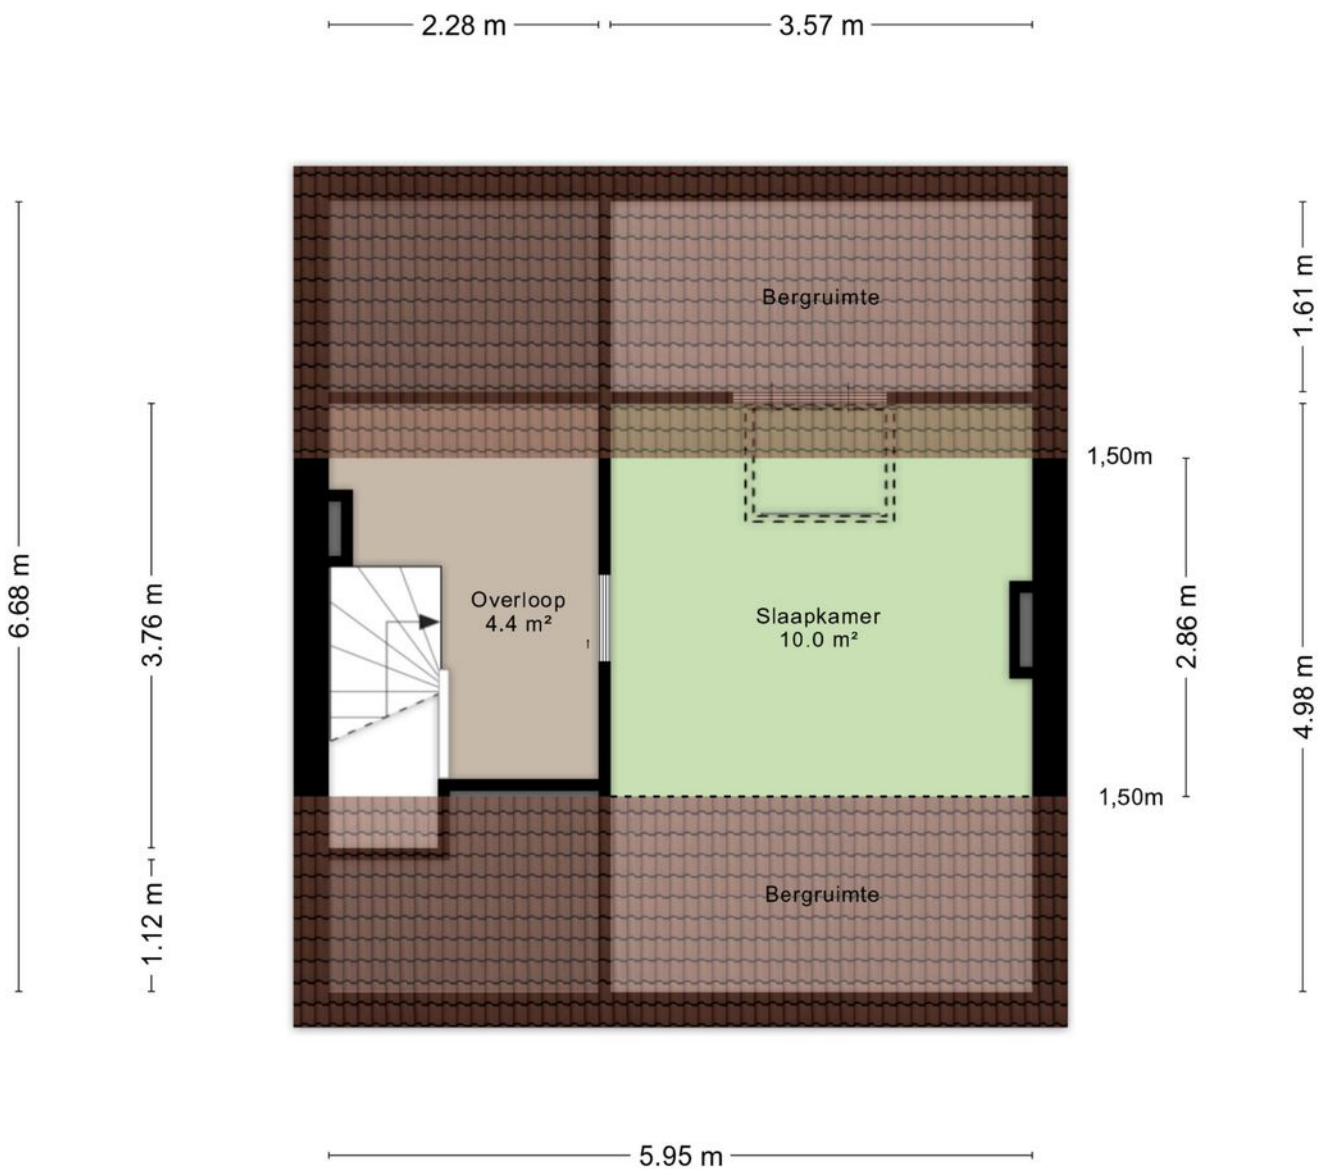 2.28 m
3.57 m
Bergruimte
1.61 m
1,50m
6.68 m
3.76 m
Overloop
4.4 m²
Slaapkamer
10.0 m²
2.86 m
4.98 m
1,50m
1.12 m
Bergruimte
5.95 m